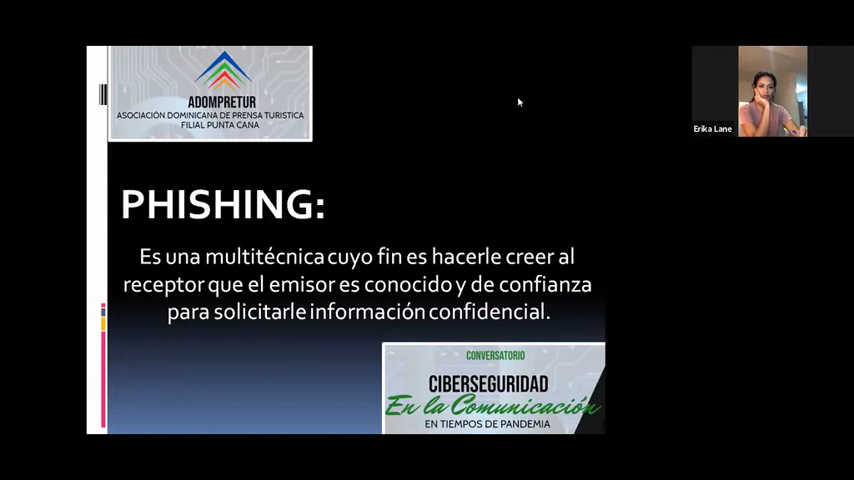 ADOMPRETUR
ASOCIACIÓN DOMINICANA DE PRENSA TURISTICA
FILIAL PUNTA CANA
Erika Lane
PHISHING:
Es una multitécnica cuyo fin es hacerle creer al
receptor que el emisor es conocido y de confianza
para solicitarle información confidencial.
CONVERSATORIO
CIBERSEGURIDAD
En la Comunicación
EN TIEMPOS DE PANDEMIA